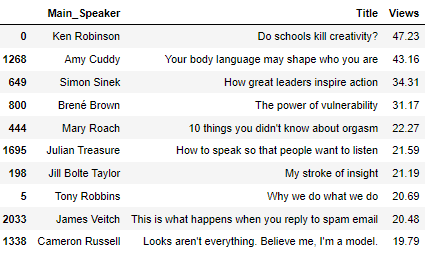 Main_Speaker Title Views
0 Ken Robinson Do schools kill creativity? 47.23
1268 Amy Cuddy Your body language may shape who you are 43.16
649 Simon Sinek How great leaders inspire action 34.31
800 Brené Brown The power of vulnerability 31.17
444 Mary Roach 10 things you didn't know about orgasm 22.27
1695 Julian Treasure How to speak so that people want to listen 21.59
198 Jill Bolte Taylor My stroke of insight 21.19
5 Tony Robbins Why we do what we do 20.69
2033 James Veitch This is what happens when you reply to spam email 20.48
1338 Cameron Russell Looks aren't everything. Believe me, I'm a model. 19.79